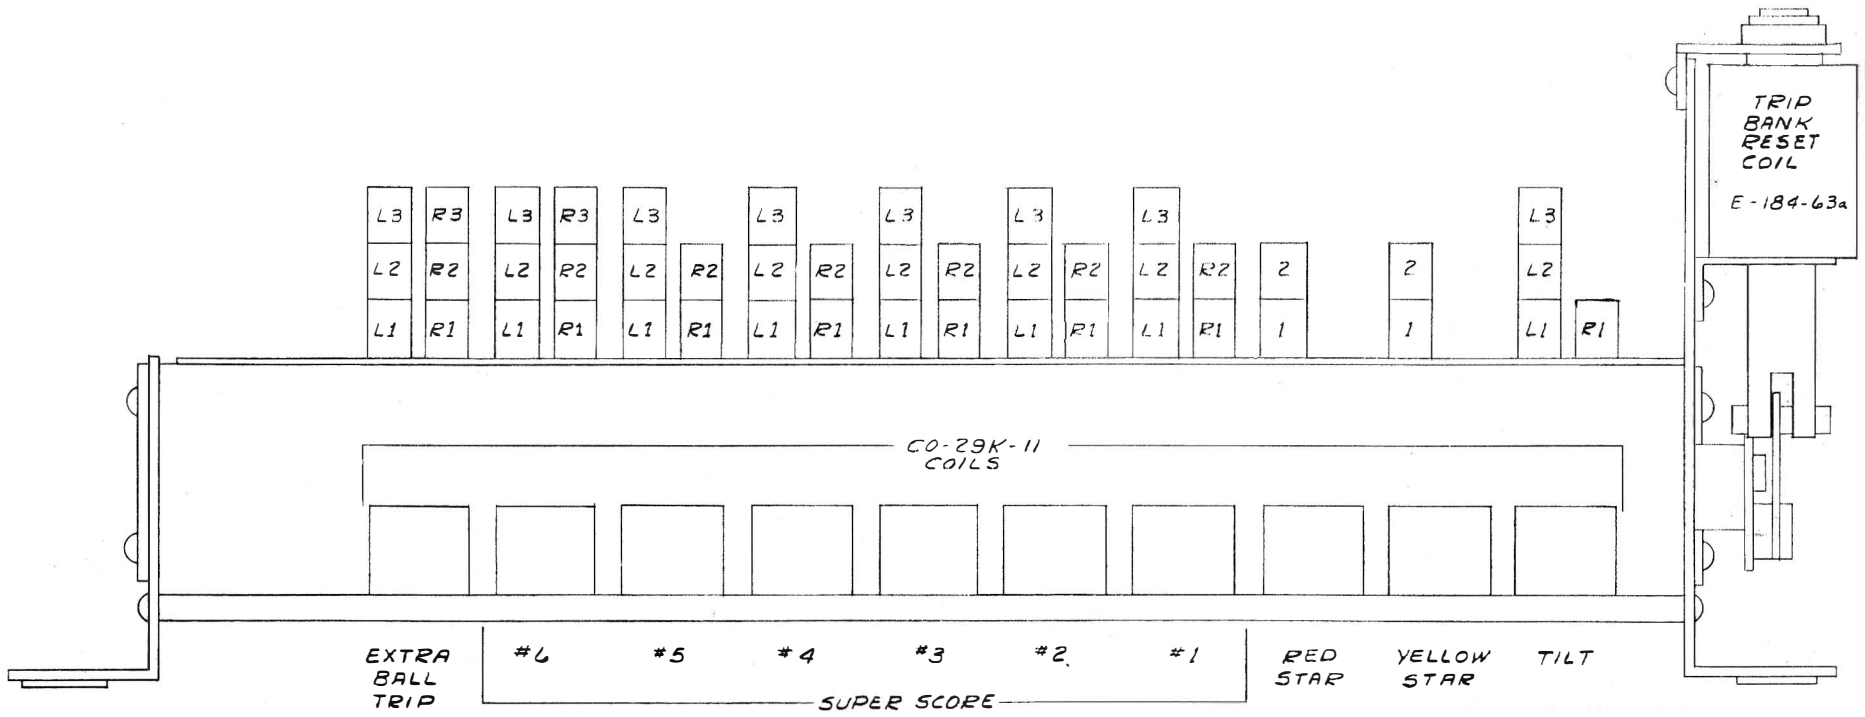 TRIP
BANK
RESET
COIL
E-184-63a
L3 R3 L3 R3 L3 L3 L3 L3 L3 L3
L2 R2 L2 R2 L2 R2 L2 R2 L2 R2 L2 R2 L2 R2 2 2 L2
L1 R1 L1 R1 L1 R1 L1 R1 L1 R1 L1 R1 L1 R1 1 1 L1 R1
CO-29K-11
COILS
EXTRA
BALL
TRIP
#6 #5 #4 #3 #2 #1
SUPER SCORE
RED
STAR
YELLOW
STAR
TILT